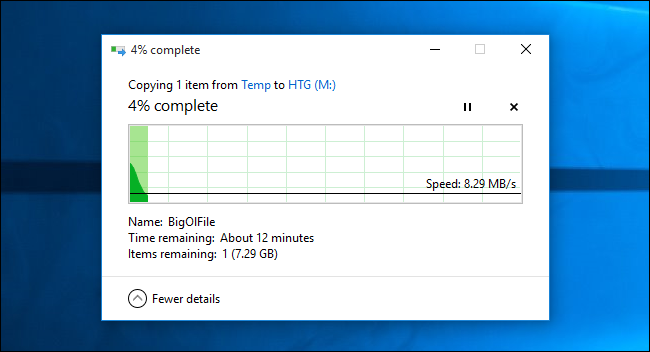 4% complete
Copying 1 item from Temp to HTG (M:)
4% complete
Speed: 8.29 MB/s
Name: BigOlFile
Time remaining: About 12 minutes
Items remaining: 1 (7.29 GB)
Fewer details